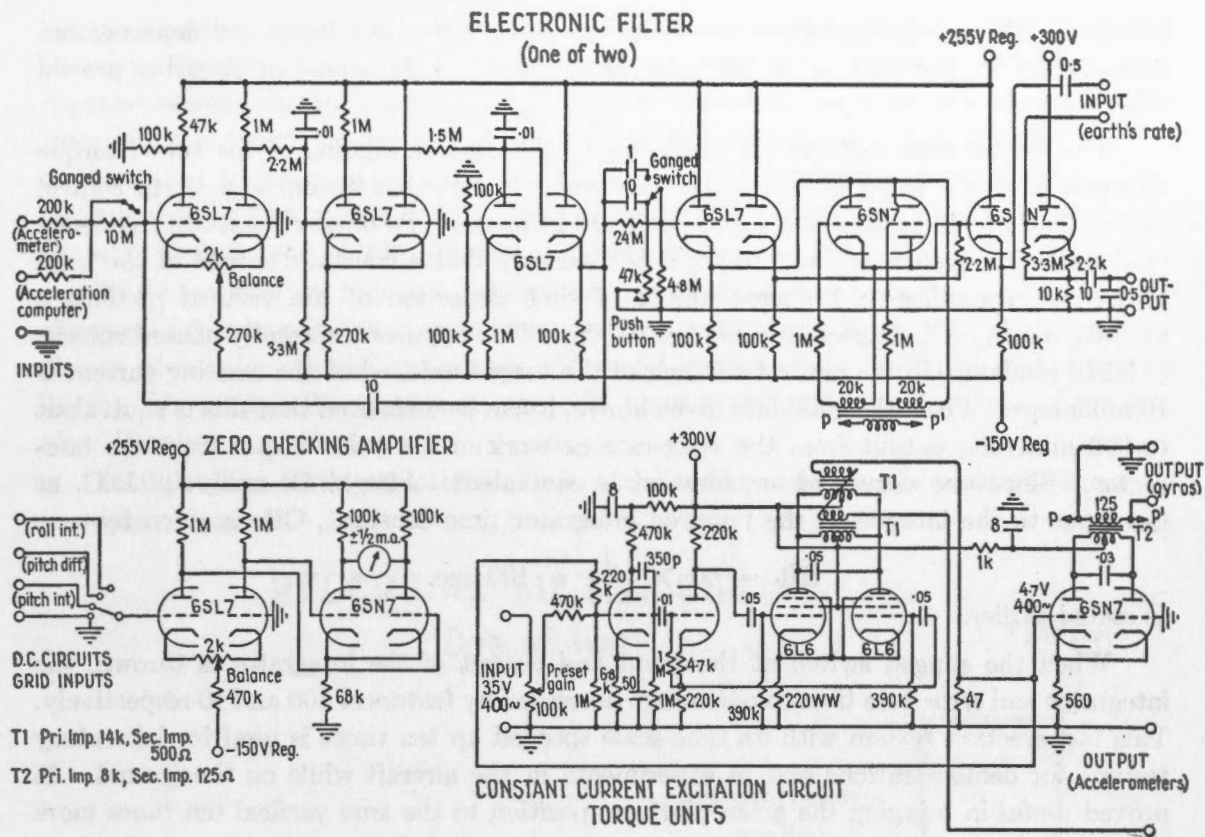 ELECTRONIC FILTER
(One of two)
+255V Reg. +300V
0·5
INPUT
(earth's rate)
100k 47k 1M 2·2M 1M ·01 1·5M ·01
100k
1
10
Ganged switch
Ganged switch
200k
(Accelerometer)
10M
200k
(Acceleration computer)
INPUTS
6SL7 6SL7 6SL7 6SL7 6SN7 6SN7
2k
Balance
24M
47k
4·8M
Push button
2·2M 3·3M 2·2k
10k 10 0·5
OUTPUT
270k 33M 270k 100k 1M 100k 100k 100k 1M 1M 100k
10
20k 20k
P P'
-150V Reg
+255V Reg ZERO CHECKING AMPLIFIER
+300V
(roll int.)
(pitch diff)
(pitch int)
D.C. CIRCUITS
GRID INPUTS
1M 1M
6SL7
2k
Balance
470k
-150V Reg.
100k 100k
±½ m.a.
6SN7
68k
8 100k
470k 220k
350p
220k
470k
·01
INPUT
35V
400~
Preset gain
100k
1M 68k 50 1M 1M 47k 220k
T1
T1
·05
·05 ·05
6L6 6L6
390k 220WW 390k
8
1k
47
OUTPUT
(gyros)
P 125 P'
T2
·03
4·7V
400~
6SN7
560
OUTPUT
(Accelerometers)
T1 Pri. Imp. 14k, Sec. Imp. 500Ω
T2 Pri. Imp. 8k, Sec. Imp. 125Ω
CONSTANT CURRENT EXCITATION CIRCUIT
TORQUE UNITS